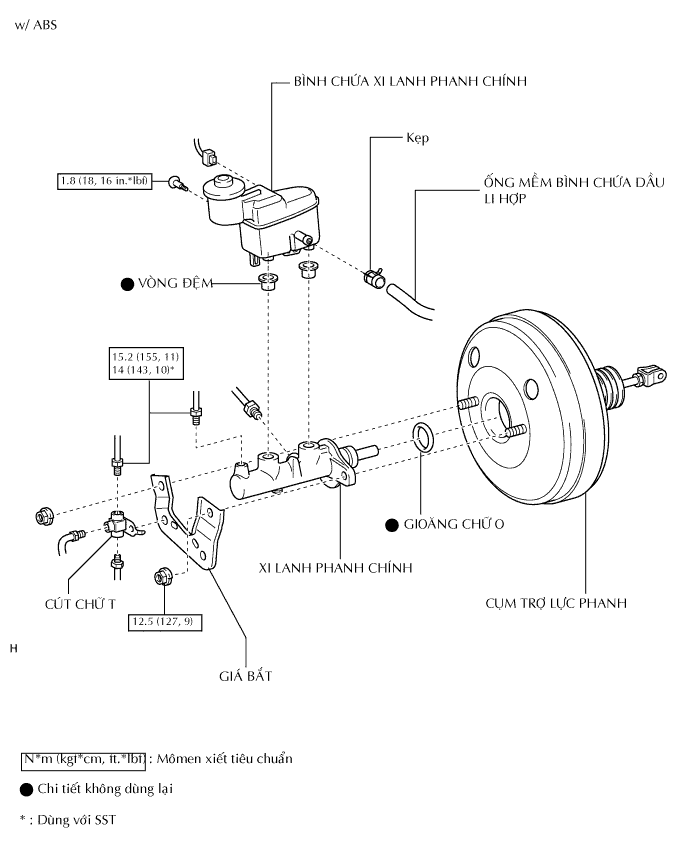 w/ ABS
BÌNH CHỨA XI LANH PHANH CHÍNH
Kẹp
1.8 (18, 16 in.*lbf)
ỐNG MỀM BÌNH CHỨA DẦU
LI HỢP
VÒNG ĐỆM
15.2 (155, 11)
14 (143, 10)*
GIOĂNG CHỮ O
XI LANH PHANH CHÍNH
CÚT CHỮ T
CỤM TRỢ LỰC PHANH
12.5 (127, 9)
H
GIÁ BẮT
N*m (kgf*cm, ft.*lbf) : Mômen xiết tiêu chuẩn
Chi tiết không dùng lại
* : Dùng với SST